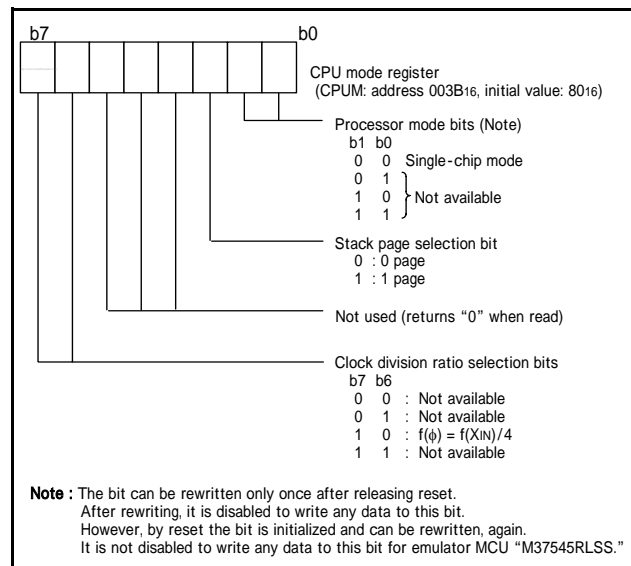 b7 b0
CPU mode register
(CPUM: address 003B16, initial value: 8016)
Processor mode bits (Note)
b1 b0
0 0 Single-chip mode
0 1
1 0 Not available
1 1
Stack page selection bit
0 : 0 page
1 : 1 page
Not used (returns “0” when read)
Clock division ratio selection bits
b7 b6
0 0 : Not available
0 1 : Not available
1 0 : f(ϕ) = f(XIN)/4
1 1 : Not available
Note : The bit can be rewritten only once after releasing reset.
After rewriting, it is disabled to write any data to this bit.
However, by reset the bit is initialized and can be rewritten, again.
It is not disabled to write any data to this bit for emulator MCU “M37545RLSS.”